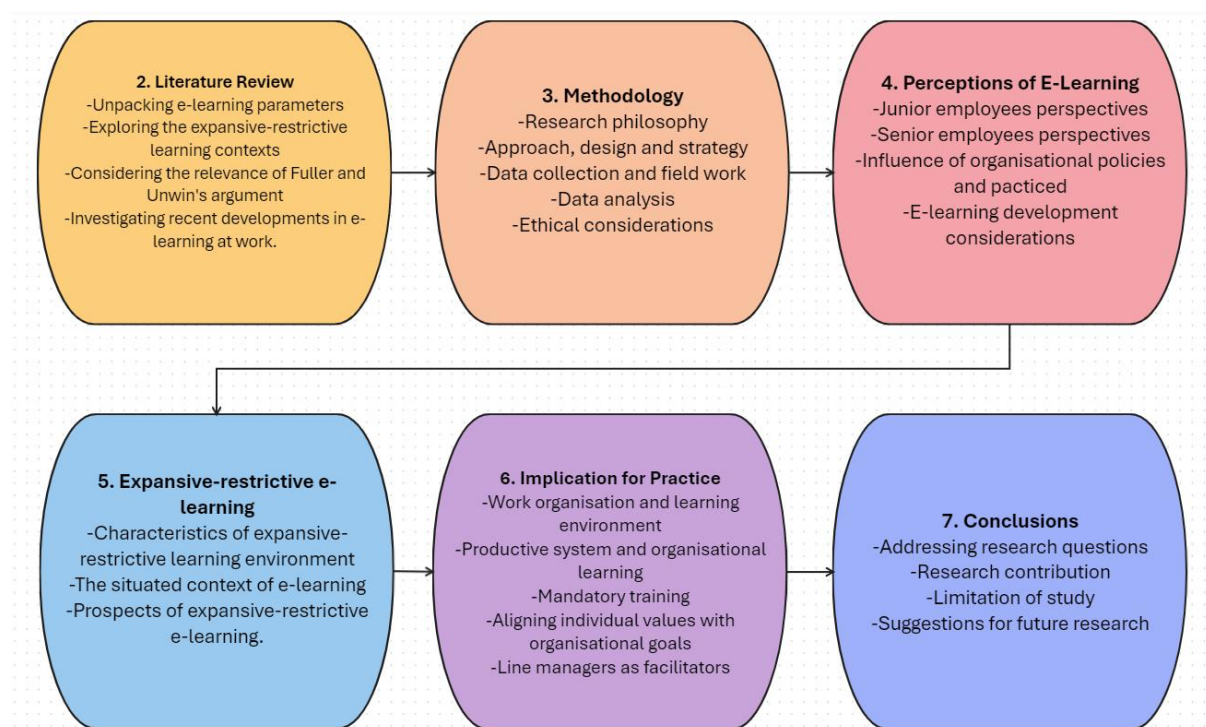 2. Literature Review
-Unpacking e-learning parameters
-Exploring the expansive-restrictive
learning contexts
-Considering the relevance of Fuller and
Unwin's argument
-Investigating recent developments in e-
learning at work.
3. Methodology
-Research philosophy
-Approach, design and strategy
-Data collection and field work
-Data analysis
-Ethical considerations
4. Perceptions of E-Learning
-Junior employees perspectives
-Senior employees perspectives
-Influence of organisational policies
and pacticed
-E-learning development
considerations
5. Expansive-restrictive e-
learning
-Characteristics of expansive-
restrictive learning environment
-The situated context of e-learning
-Prospects of expansive-restrictive
e-learning.
6. Implication for Practice
-Work organisation and learning
environment
-Productive system and organisational
learning
-Mandatory training
-Aligning individual values with
organisational goals
-Line managers as facilitators
7. Conclusions
-Addressing research questions
-Research contribution
-Limitation of study
-Suggestions for future research